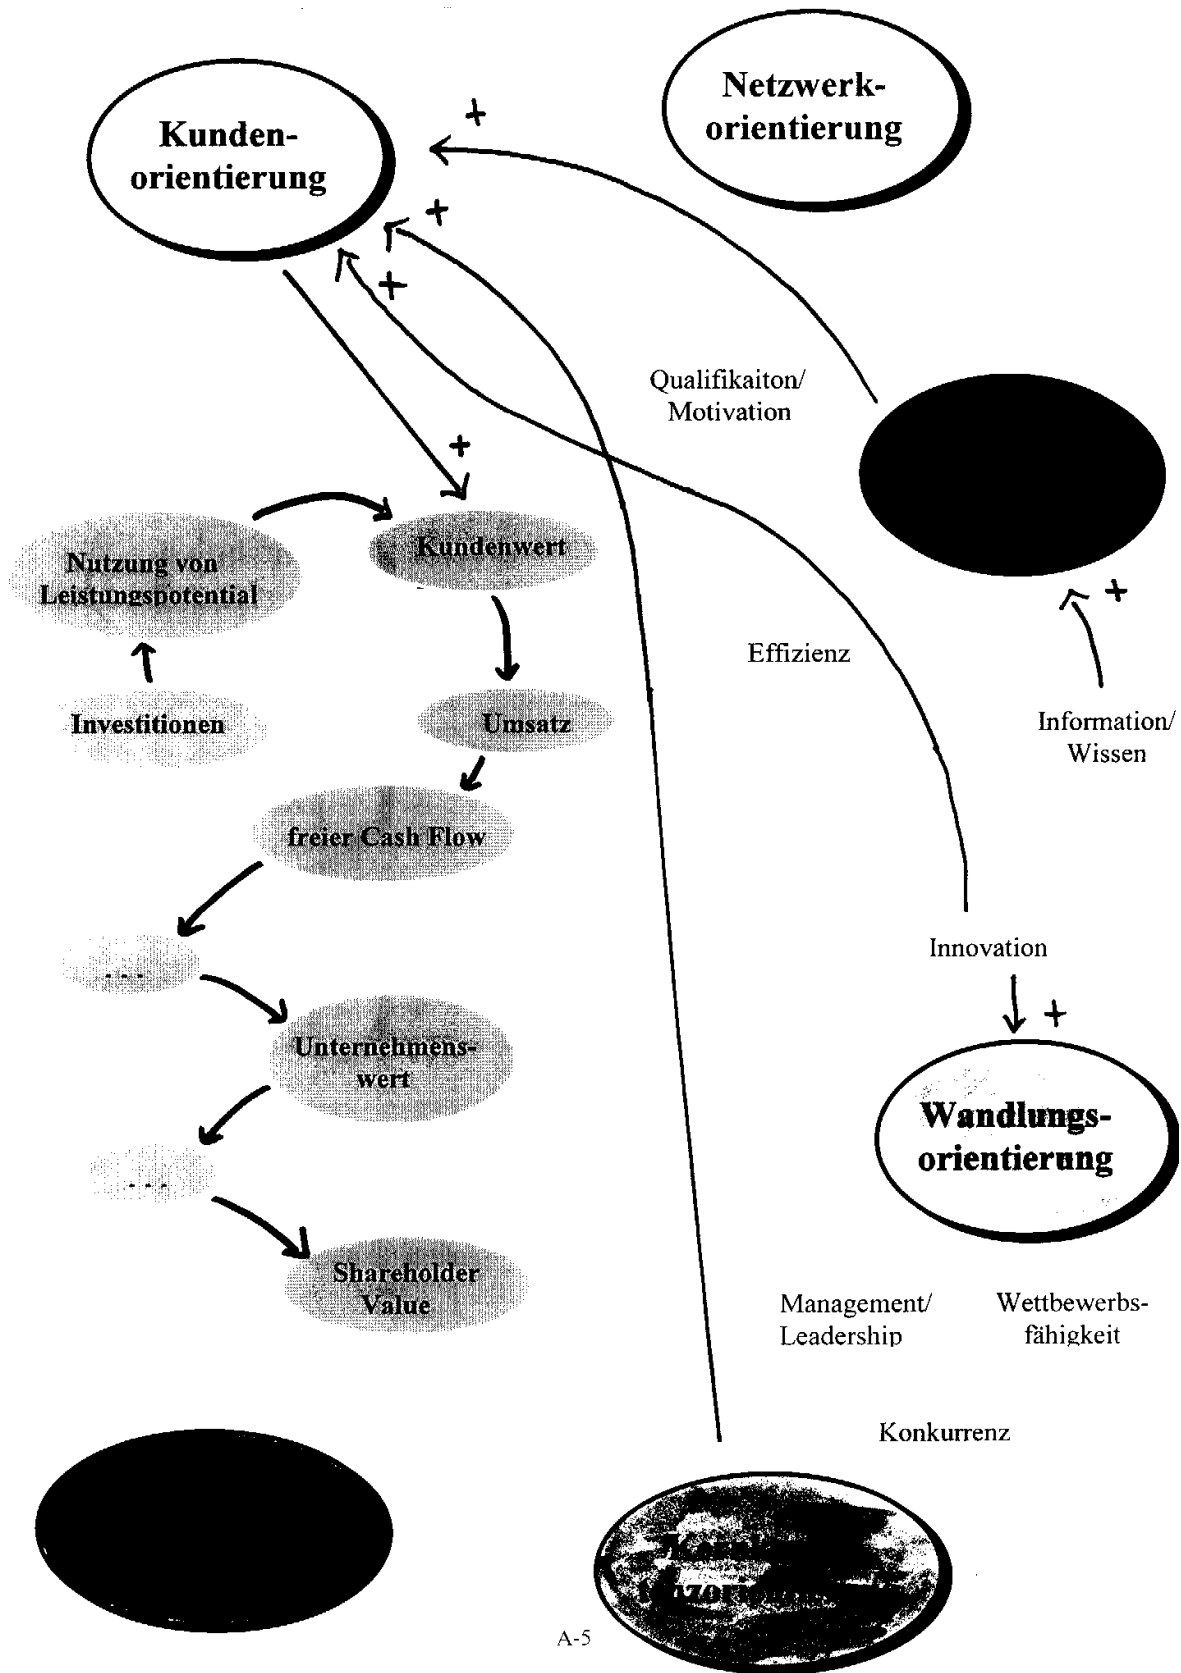 Netzwerk-
orientierung
Kunden-
orientierung
+
+
+
Qualifikaiton/
Motivation
+
Kundenwert
Nutzung von
Leistungspotential
+
Effizienz
Investitionen
Umsatz
Information/
Wissen
freier Cash Flow
Innovation
...
+
Unternehmens-
wert
Wandlungs-
orientierung
...
Shareholder
Value
Management/
Leadership
Wettbewerbs-
fähigkeit
Konkurrenz
A-5